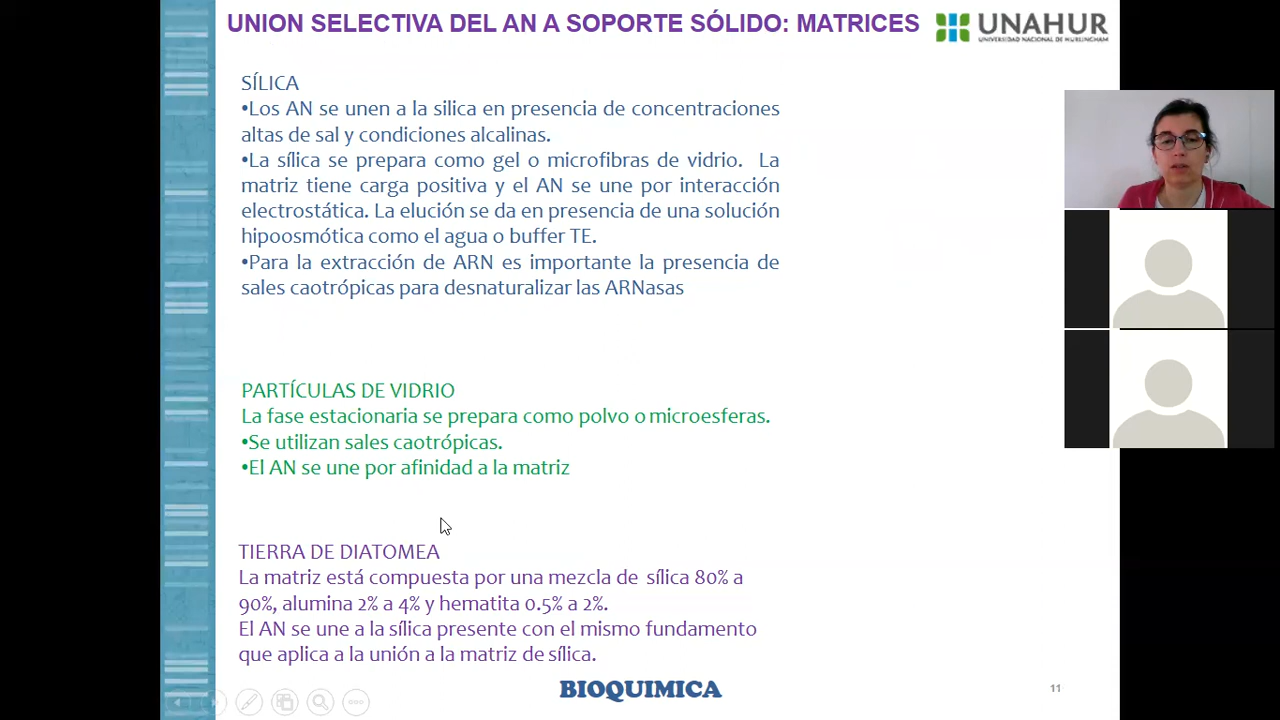 UNION SELECTIVA DEL AN A SOPORTE SÓLIDO: MATRICES
UNAHUR
UNIVERSIDAD NACIONAL DE HURLINGHAM
SÍLICA
•Los AN se unen a la silica en presencia de concentraciones
altas de sal y condiciones alcalinas.
•La sílica se prepara como gel o microfibras de vidrio. La
matriz tiene carga positiva y el AN se une por interacción
electrostática. La elución se da en presencia de una solución
hipoosmótica como el agua o buffer TE.
•Para la extracción de ARN es importante la presencia de
sales caotrópicas para desnaturalizar las ARNasas
PARTÍCULAS DE VIDRIO
La fase estacionaria se prepara como polvo o microesferas.
•Se utilizan sales caotrópicas.
•El AN se une por afinidad a la matriz
TIERRA DE DIATOMEA
La matriz está compuesta por una mezcla de sílica 80% a
90%, alumina 2% a 4% y hematita 0.5% a 2%.
El AN se une a la sílica presente con el mismo fundamento
que aplica a la unión a la matriz de sílica.
BIOQUIMICA
11